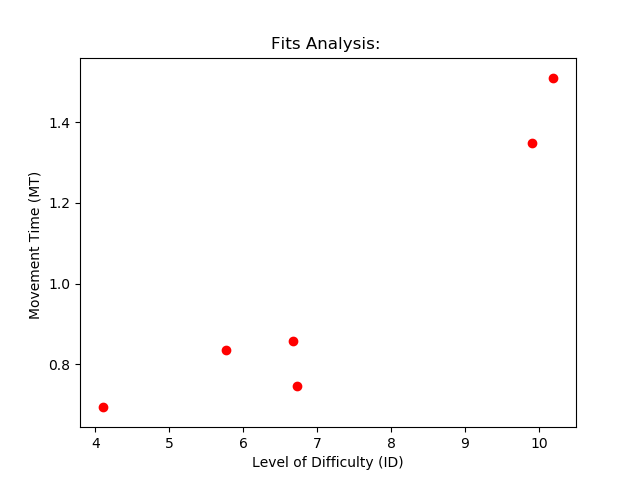 Fits Analysis:
1.4
1.2
1.0
0.8
Movement Time (MT)
4 5 6 7 8 9 10
Level of Difficulty (ID)